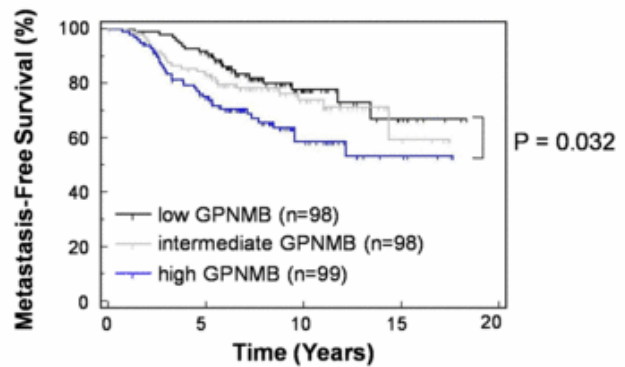 Metastasis-Free Survival (%)
100
80
60
40
20
0
low GPNMB (n=98)
intermediate GPNMB (n=98)
high GPNMB (n=99)
P = 0.032
0 5 10 15 20
Time (Years)